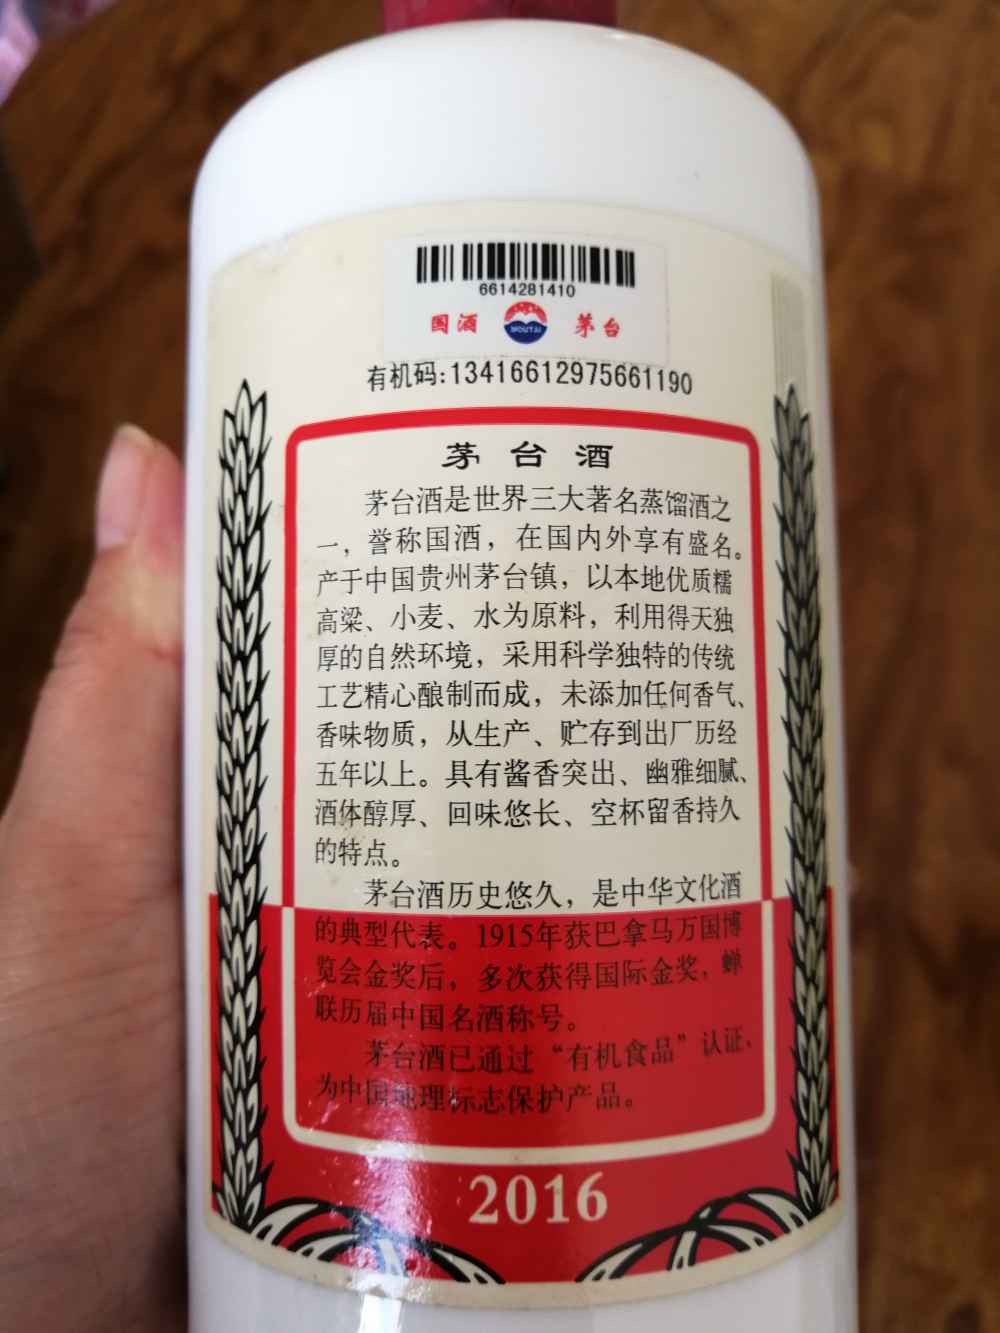 6614281410
国酒 MOUTAI 茅台
有机码:13416612975661190
茅台酒
茅台酒是世界三大著名蒸馏酒之
一，誉称国酒，在国内外享有盛名。
产于中国贵州茅台镇，以本地优质糯
高粱、小麦、水为原料，利用得天独
厚的自然环境，采用科学独特的传统
工艺精心酿制而成，未添加任何香气、
香味物质，从生产、贮存到出厂历经
五年以上。具有酱香突出、幽雅细腻、
酒体醇厚、回味悠长、空杯留香持久
的特点。
茅台酒历史悠久，是中华文化酒
的典型代表。1915年获巴拿马万国博
览会金奖后，多次获得国际金奖，蝉
联历届中国名酒称号。
茅台酒已通过“有机食品”认证，
为中国地理标志保护产品。
2016